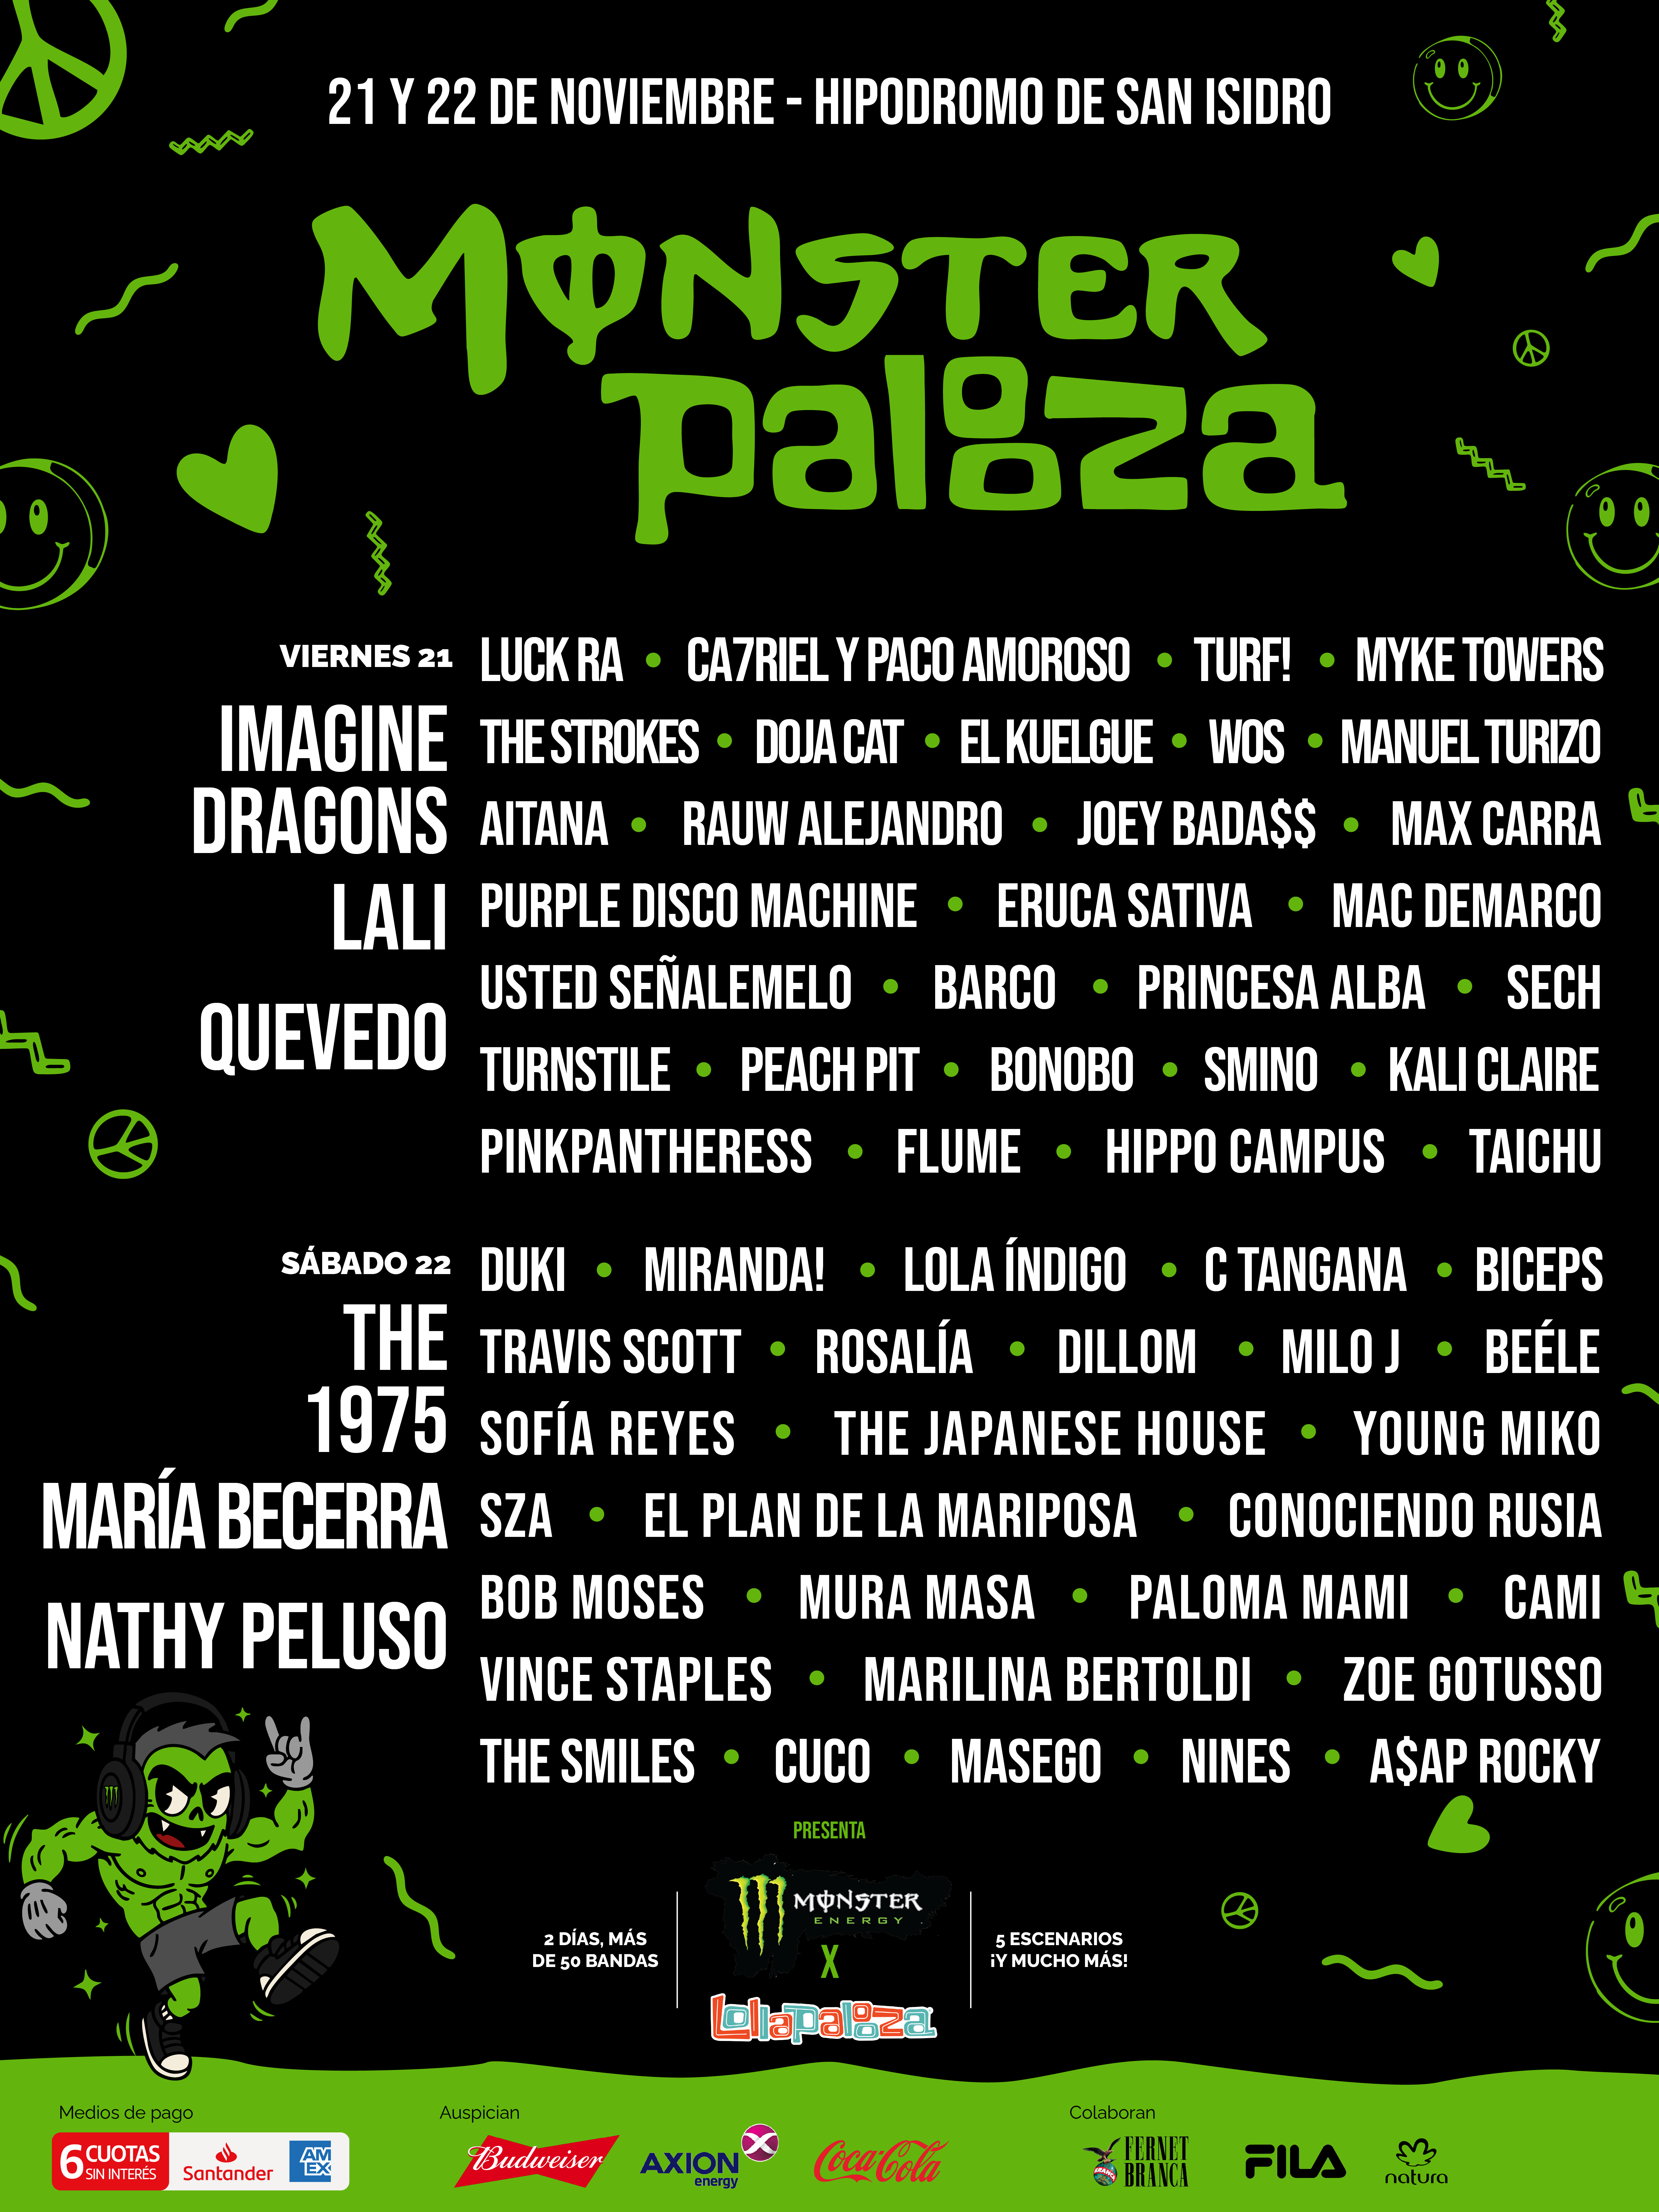 21 Y 22 DE NOVIEMBRE - HIPODROMO DE SAN ISIDRO
MONSTER
palooza
VIERNES 21
IMAGINE
DRAGONS
LALI
QUEVEDO
LUCK RA • CA7RIEL Y PACO AMOROSO • TURF! • MYKE TOWERS
THE STROKES • DOJA CAT • EL KUELGUE • WOS • MANUEL TURIZO
AITANA • RAUW ALEJANDRO • JOEY BADA$$ • MAX CARRA
PURPLE DISCO MACHINE • ERUCA SATIVA • MAC DEMARCO
USTED SEÑALEMELO • BARCO • PRINCESA ALBA • SECH
TURNSTILE • PEACH PIT • BONOBO • SMINO • KALI CLAIRE
PINKPANTHERESS • FLUME • HIPPO CAMPUS • TAICHU
SÁBADO 22
THE
1975
MARÍA BECERRA
NATHY PELUSO
DUKI • MIRANDA! • LOLA ÍNDIGO • C TANGANA • BICEPS
TRAVIS SCOTT • ROSALÍA • DILLOM • MILO J • BEÉLE
SOFÍA REYES • THE JAPANESE HOUSE • YOUNG MIKO
SZA • EL PLAN DE LA MARIPOSA • CONOCIENDO RUSIA
BOB MOSES • MURA MASA • PALOMA MAMI • CAMI
VINCE STAPLES • MARILINA BERTOLDI • ZOE GOTUSSO
THE SMILES • CUCO • MASEGO • NINES • A$AP ROCKY
PRESENTA
2 DÍAS, MÁS
DE 50 BANDAS
MONSTER
ENERGY
X
Lollapalooza
5 ESCENARIOS
¡Y MUCHO MÁS!
Medios de pago
6 CUOTAS
SIN INTERÉS
Santander
AM
EX
Auspician
Budweiser
AXION
energy
Coca-Cola
Colaboran
FERNET
BRANCA
FILA
natura